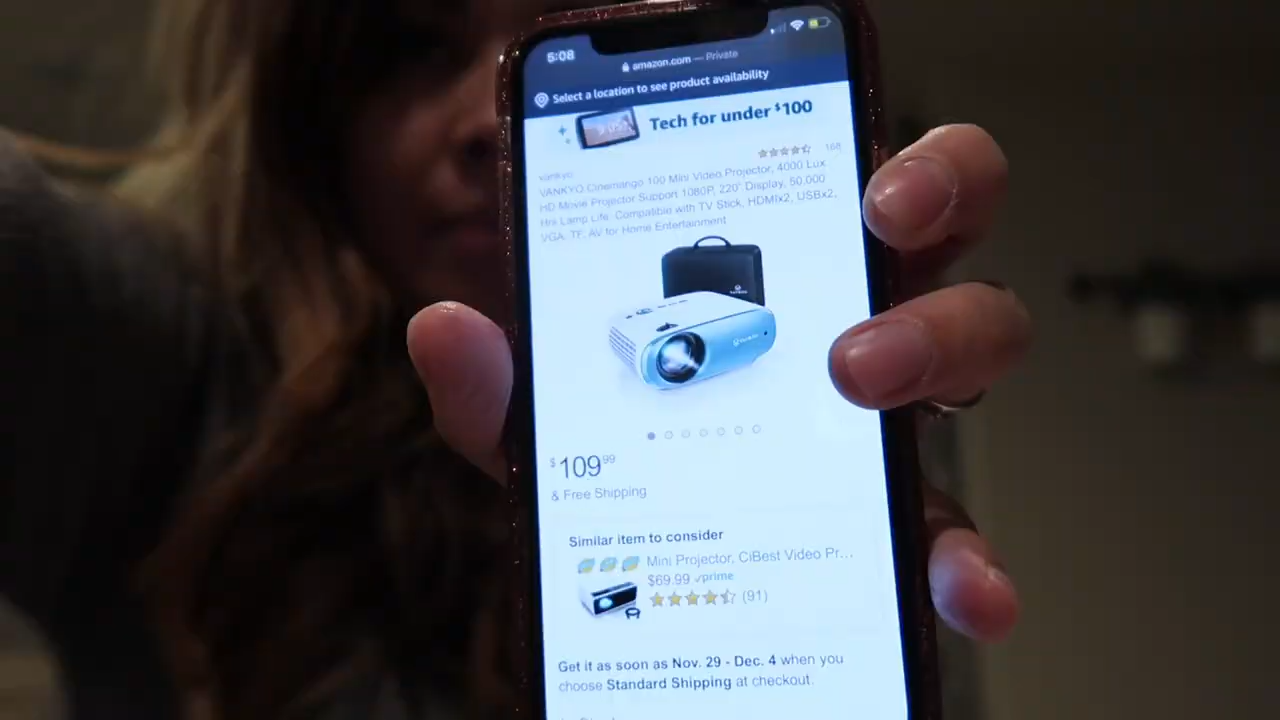 5:08
amazon.com — Private
Select a location to see product availability
Tech for under $100
168
vankyo
VANKYO Cinemango 100 Mini Video Projector, 4000 Lux
HD Movie Projector Support 1080P, 220" Display, 50,000
Hrs Lamp Life, Compatible with TV Stick, HDMIx2, USBx2,
VGA, TF, AV for Home Entertainment
$109.99
& Free Shipping
Similar item to consider
Mini Projector, CiBest Video Pr...
$69.99 prime
(91)
Get it as soon as Nov. 29 - Dec. 4 when you
choose Standard Shipping at checkout.